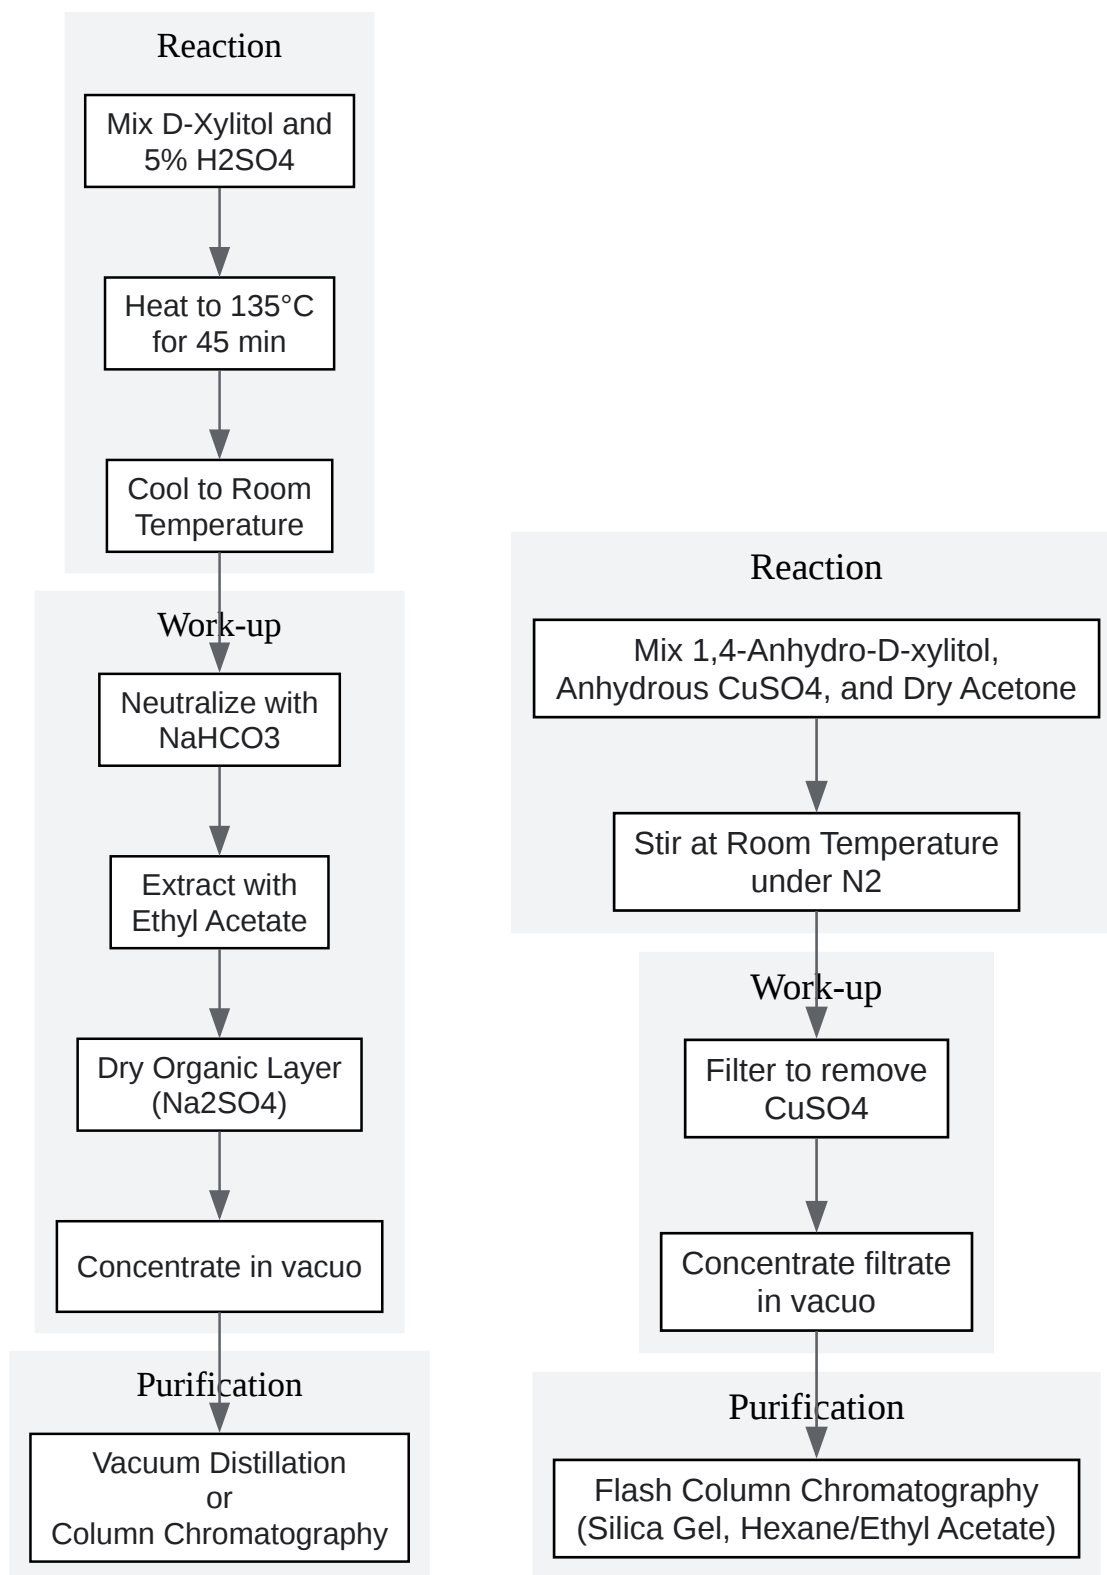 Reaction
Mix D-Xylitol and
5% H2SO4
Heat to 135°C
for 45 min
Cool to Room
Temperature
Work-up
Neutralize with
NaHCO3
Extract with
Ethyl Acetate
Dry Organic Layer
(Na2SO4)
Concentrate in vacuo
Purification
Vacuum Distillation
or
Column Chromatography
Reaction
Mix 1,4-Anhydro-D-xylitol,
Anhydrous CuSO4, and Dry Acetone
Stir at Room Temperature
under N2
Work-up
Filter to remove
CuSO4
Concentrate filtrate
in vacuo
Purification
Flash Column Chromatography
(Silica Gel, Hexane/Ethyl Acetate)